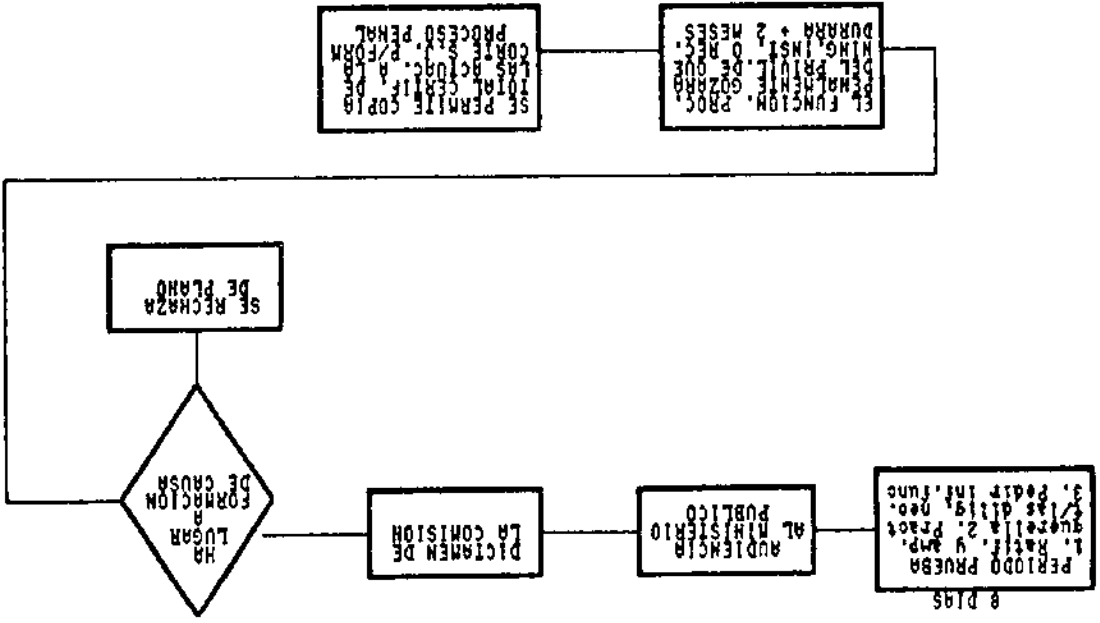 8 DIAS
PERIODO PRUEBA
1. Ratif. y amp.
querella 2. Pract
t/las dilig. neo.
3. Pedir inf.func
AUDIENCIA
AL MINISTERIO
PUBLICO
DICTAMEN DE
LA COMISION
HA
LUGAR
A
FORMACION
DE CAUSA
SE RECHAZA
DE PLANO
EL FUNCION. PROC.
PENALMENTE GOZARA
DEL PRIVIL. DE QUE
NING.INST. O REC.
DURARA + 2 MESES
SE PERMITE COPIA
TOTAL CERTIF. DE
LAS ACTUAC. A LA
CORTE S.J. P/FORM
PROCESO PENAL